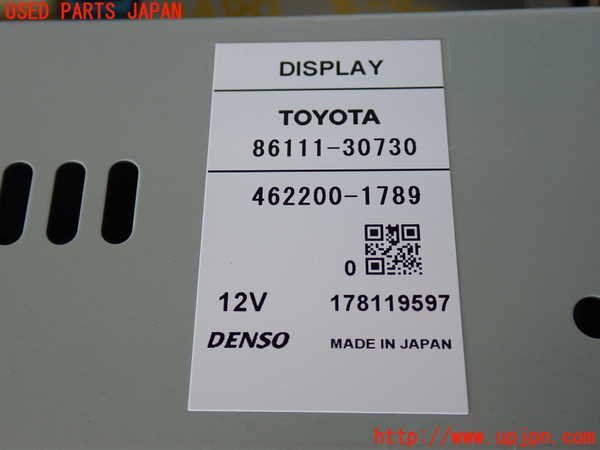 USED PARTS JAPAN
DISPLAY
TOYOTA
86111-30730
462200-1789
0
12V 178119597
DENSO MADE IN JAPAN
http://www.upjpn.com